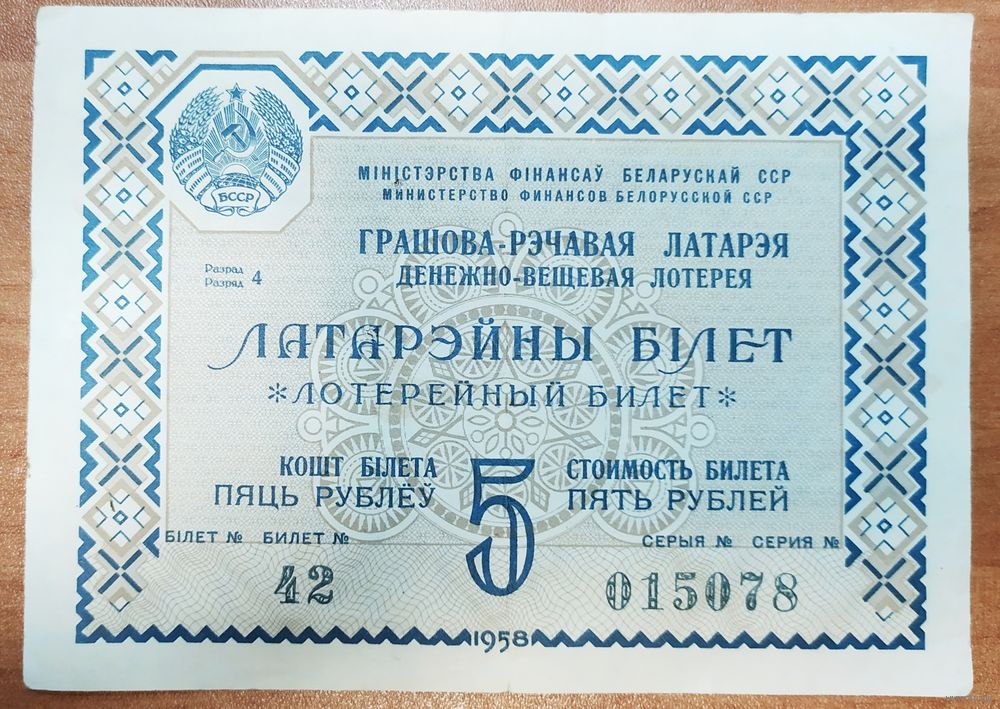 БССР
МІНІСТЭРСТВА ФІНАНСАЎ БЕЛАРУСКАЙ ССР
МИНИСТЕРСТВО ФИНАНСОВ БЕЛОРУССКОЙ ССР
ГРАШОВА-РЭЧАВАЯ ЛАТАРЭЯ
ДЕНЕЖНО-ВЕЩЕВАЯ ЛОТЕРЕЯ
Разрад
Разряд 4
ЛАТАРЭЙНЫ БІЛЕТ
*ЛОТЕРЕЙНЫЙ БИЛЕТ*
КОШТ БІЛЕТА
ПЯЦЬ РУБЛЁЎ
5
СТОИМОСТЬ БИЛЕТА
ПЯТЬ РУБЛЕЙ
БІЛЕТ № БИЛЕТ №
СЕРЫЯ № СЕРИЯ №
42
015078
1958